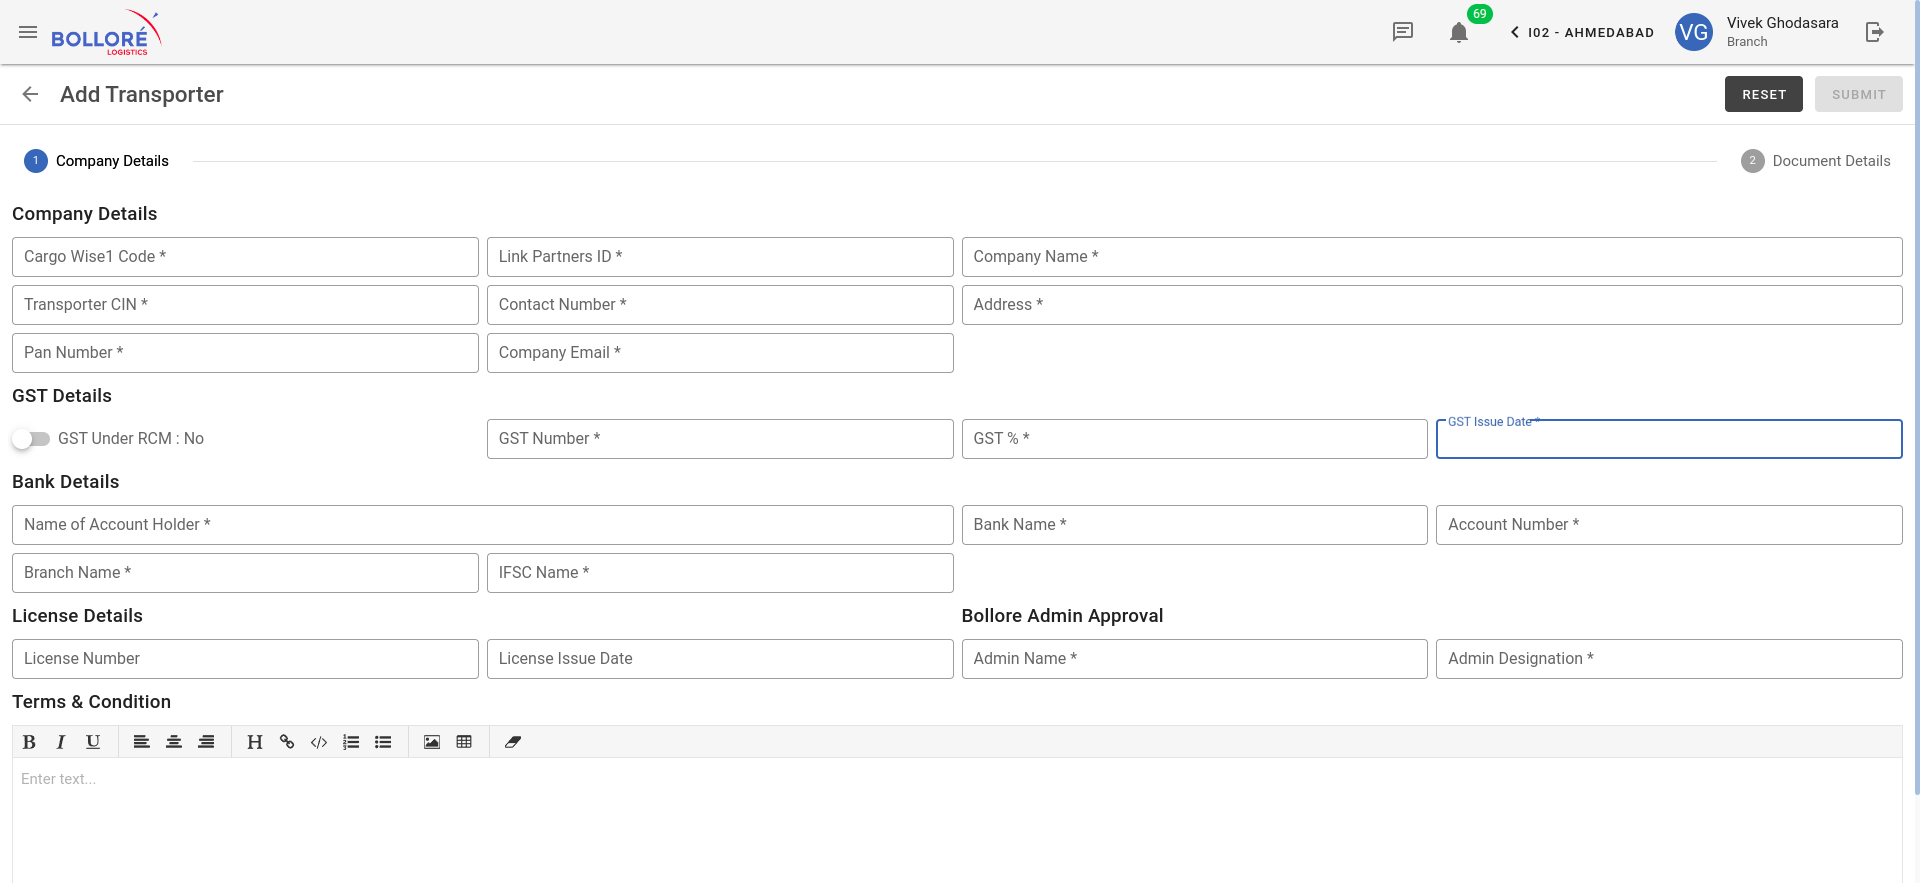 BOLLORÉ
LOGISTICS
69
I02 - AHMEDABAD
VG
Vivek Ghodasara
Branch
Add Transporter
RESET
SUBMIT
1 Company Details
2 Document Details
Company Details
Cargo Wise1 Code *
Link Partners ID *
Company Name *
Transporter CIN *
Contact Number *
Address *
Pan Number *
Company Email *
GST Details
GST Under RCM : No
GST Number *
GST % *
GST Issue Date *
Bank Details
Name of Account Holder *
Bank Name *
Account Number *
Branch Name *
IFSC Name *
License Details
Bollore Admin Approval
License Number
License Issue Date
Admin Name *
Admin Designation *
Terms & Condition
B I U H </>
Enter text...